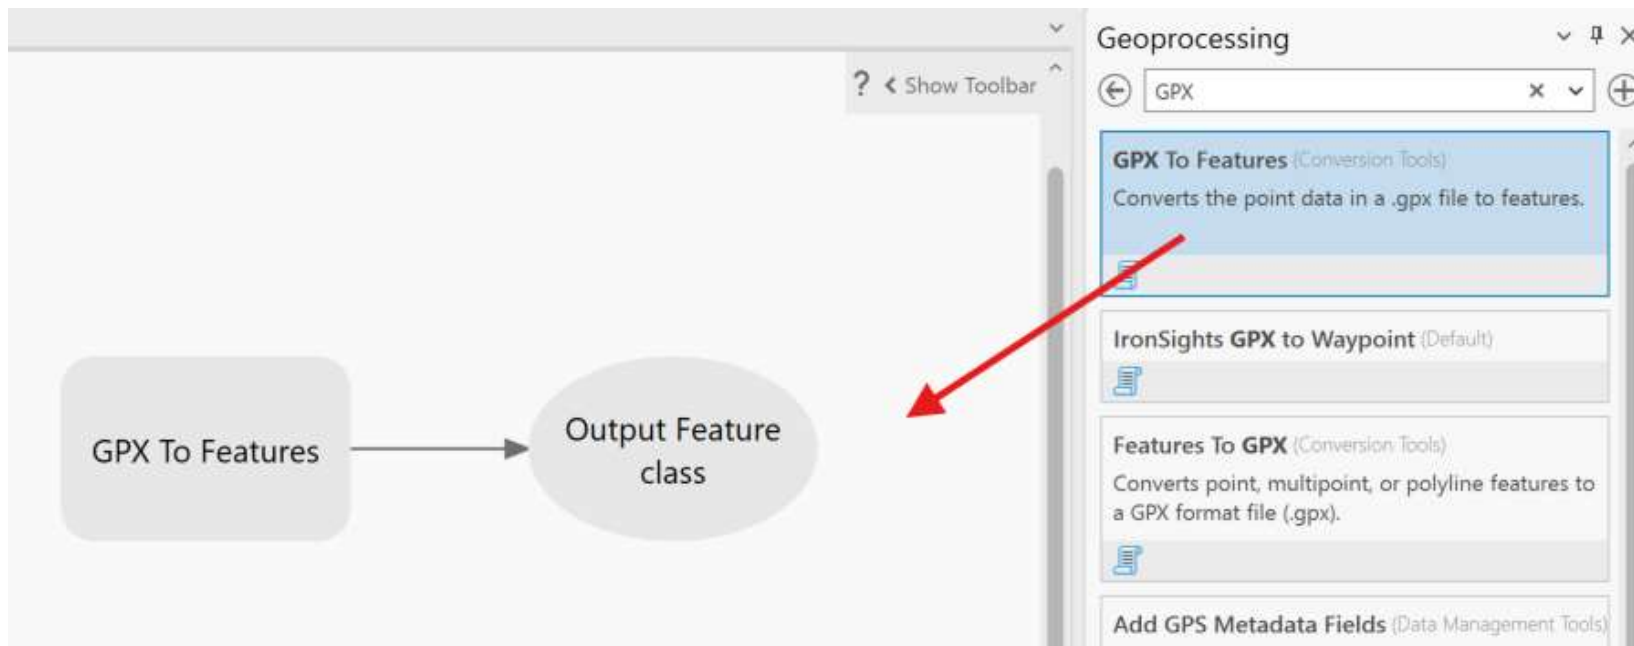 ? < Show Toolbar
GPX To Features
Output Feature
class
Geoprocessing
GPX
GPX To Features (Conversion Tools)
Converts the point data in a .gpx file to features.
IronSights GPX to Waypoint (Default)
Features To GPX (Conversion Tools)
Converts point, multipoint, or polyline features to
a GPX format file (.gpx).
Add GPS Metadata Fields (Data Management Tools)